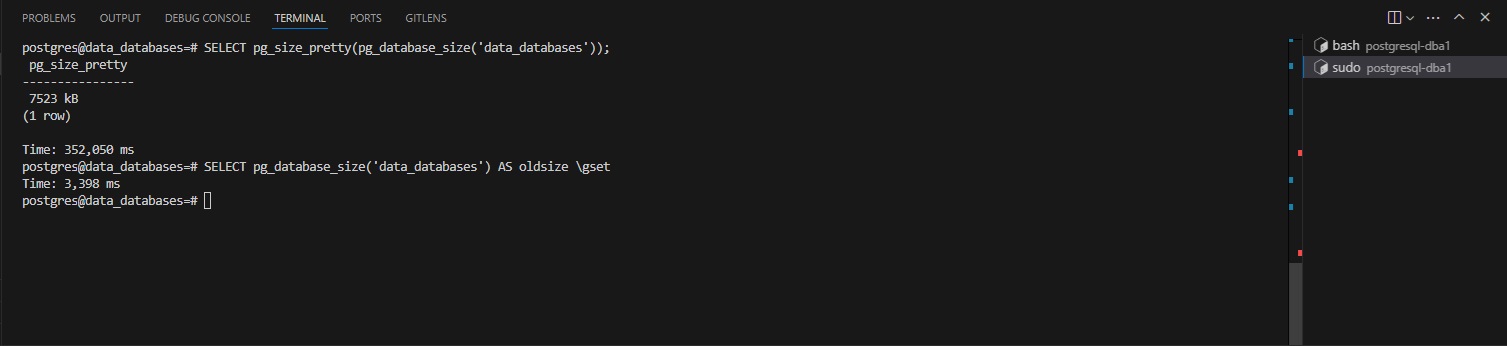 PROBLEMS OUTPUT DEBUG CONSOLE TERMINAL PORTS GITLENS
postgres@data_databases=# SELECT pg_size_pretty(pg_database_size('data_databases'));
 pg_size_pretty
----------------
 7523 kB
(1 row)

Time: 352,050 ms
postgres@data_databases=# SELECT pg_database_size('data_databases') AS oldsize \gset
Time: 3,398 ms
postgres@data_databases=#
bash postgresql-dba1
sudo postgresql-dba1